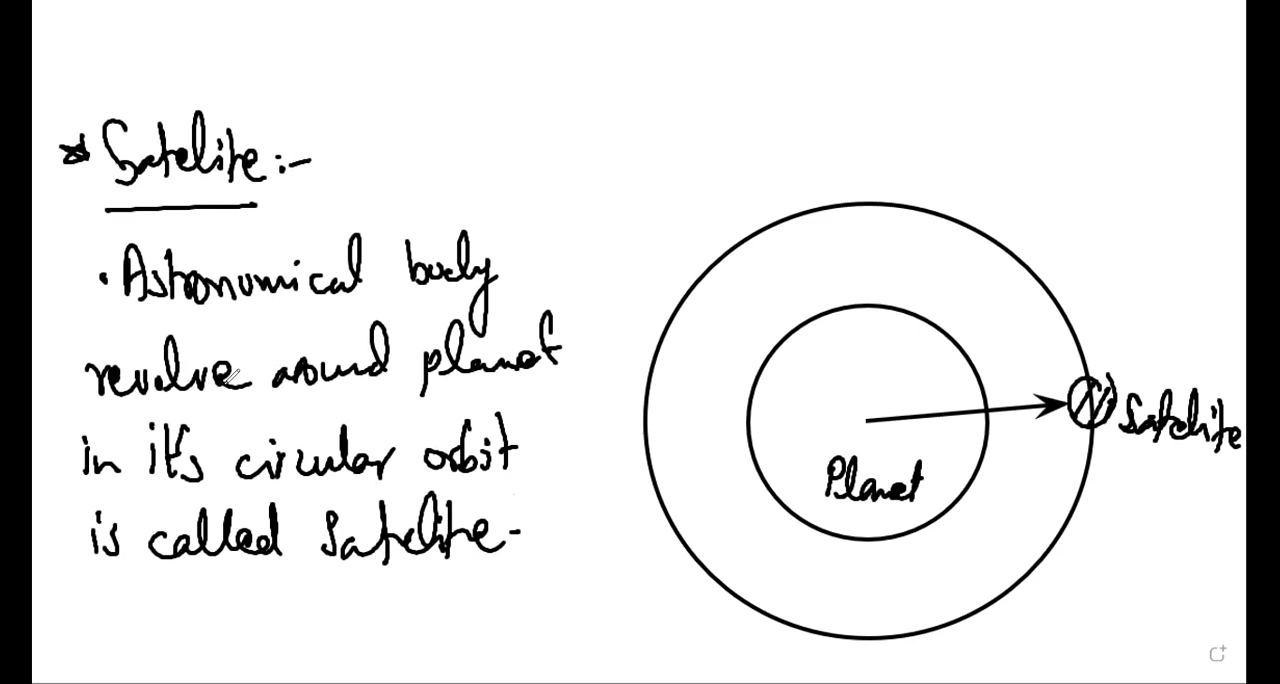 * Satelite :-
• Astronomical body
revolve around planet
in it's circular orbit
is called Satelite -
Planet
Satelite